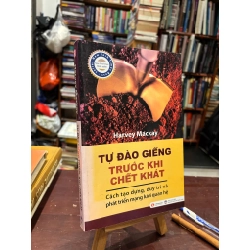 Harvey Mackay
TỰ ĐÀO GIẾNG
TRƯỚC KHI
CHẾT KHÁT
Cách tạo dựng, duy trì và
phát triển mạng lưới quan hệ